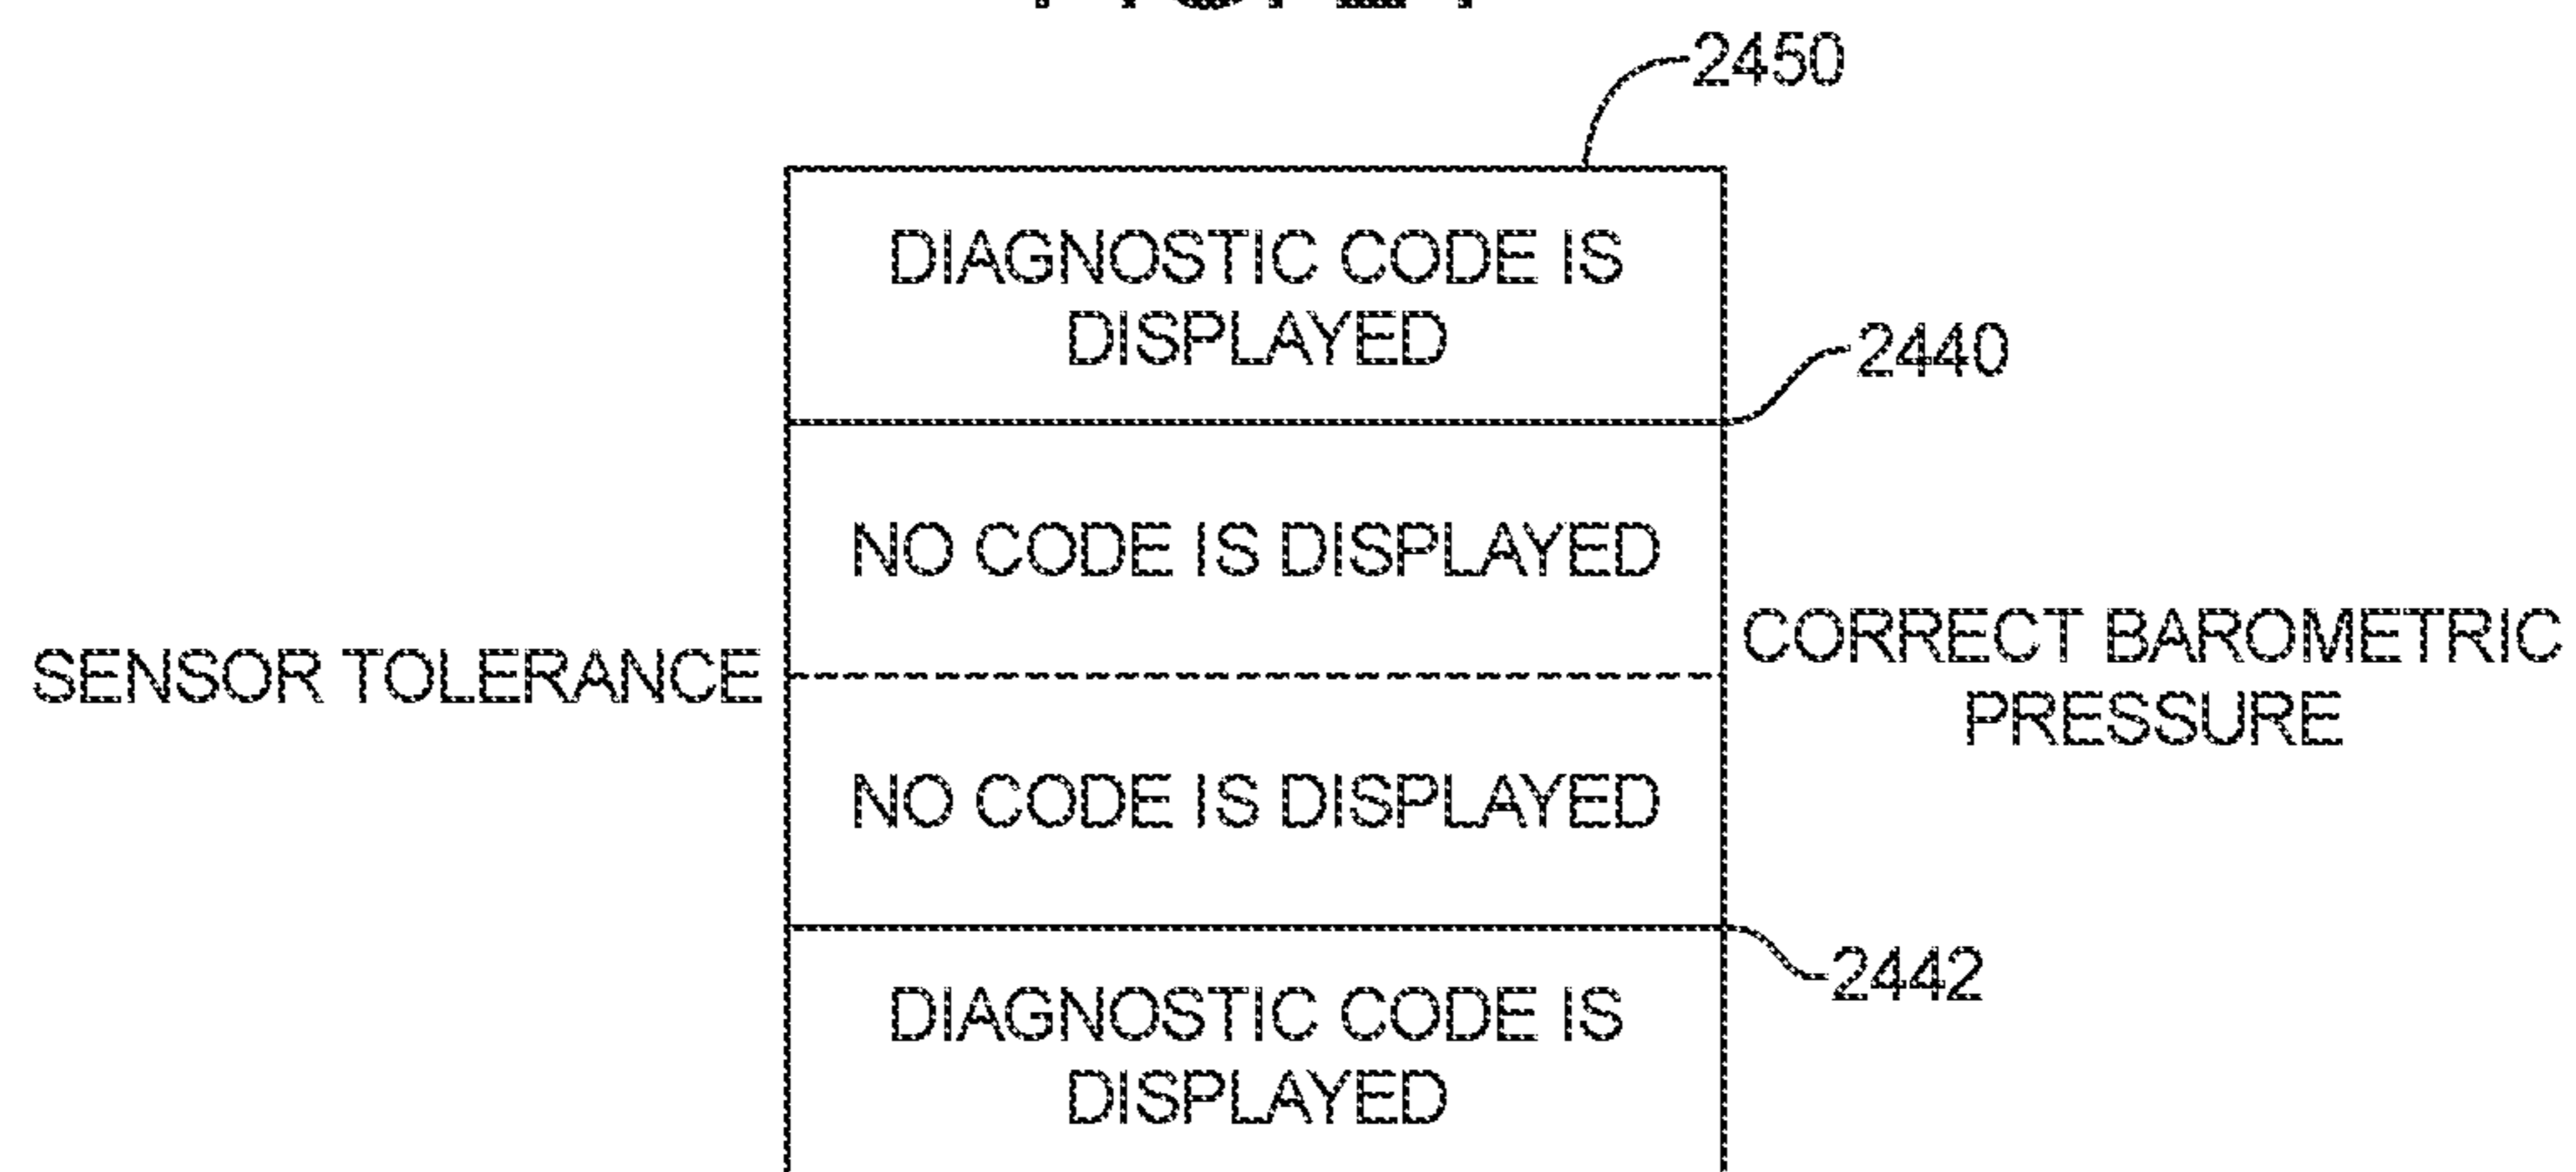 2450
DIAGNOSTIC CODE IS
DISPLAYED
2440
NO CODE IS DISPLAYED
SENSOR TOLERANCE
CORRECT BAROMETRIC
PRESSURE
NO CODE IS DISPLAYED
2442
DIAGNOSTIC CODE IS
DISPLAYED